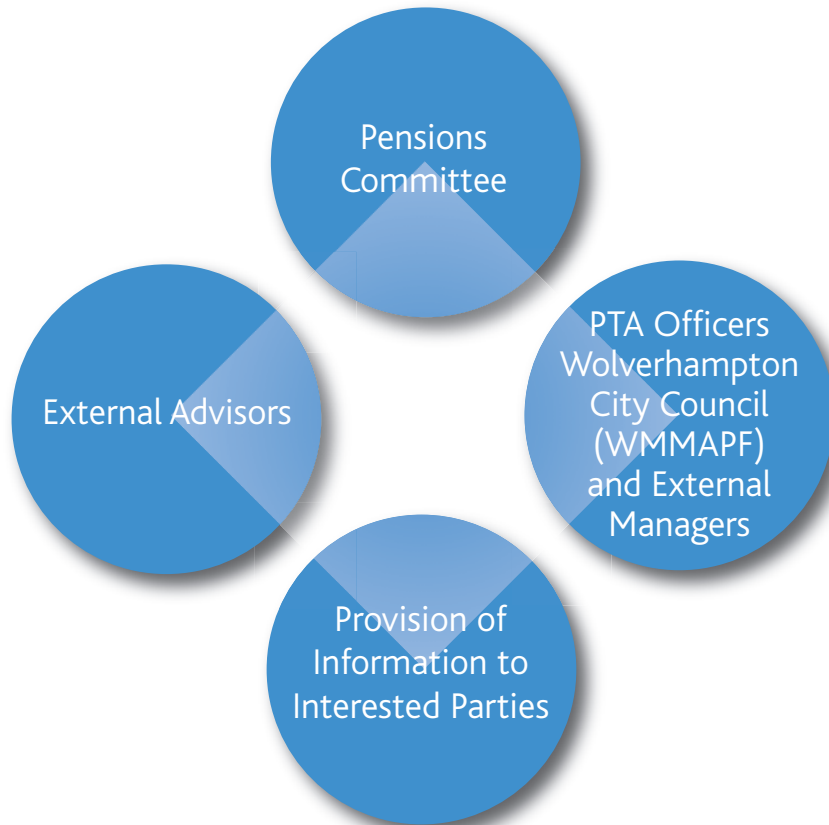 Pensions
Committee
External Advisors
PTA Officers
Wolverhampton
City Council
(WMMAPF)
and External
Managers
Provision of
Information to
Interested Parties